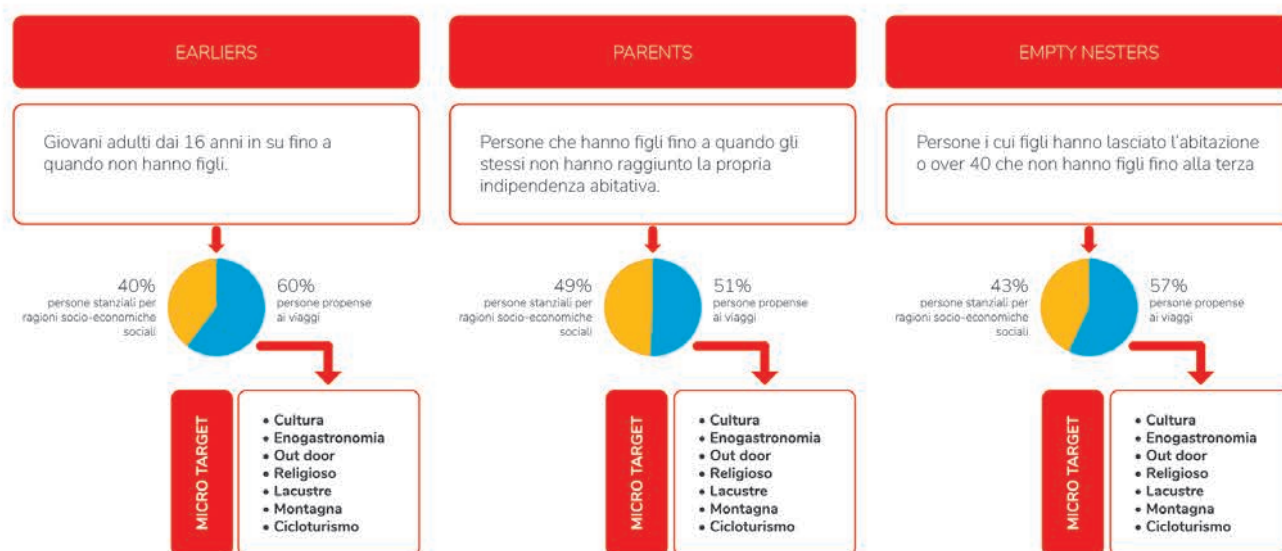 EARLIERS
Giovani adulti dai 16 anni in su fino a
quando non hanno figli.
40%
persone stanziali per
ragioni socio-economiche
sociali
60%
persone propense
ai viaggi
MICRO TARGET
• Cultura
• Enogastronomia
• Out door
• Religioso
• Lacustre
• Montagna
• Cicloturismo
PARENTS
Persone che hanno figli fino a quando gli
stessi non hanno raggiunto la propria
indipendenza abitativa.
49%
persone stanziali per
ragioni socio-economiche
sociali
51%
persone propense
ai viaggi
MICRO TARGET
• Cultura
• Enogastronomia
• Out door
• Religioso
• Lacustre
• Montagna
• Cicloturismo
EMPTY NESTERS
Persone i cui figli hanno lasciato l'abitazione
o over 40 che non hanno figli fino alla terza
43%
persone stanziali per
ragioni socio-economiche
sociali
57%
persone propense
ai viaggi
MICRO TARGET
• Cultura
• Enogastronomia
• Out door
• Religioso
• Lacustre
• Montagna
• Cicloturismo